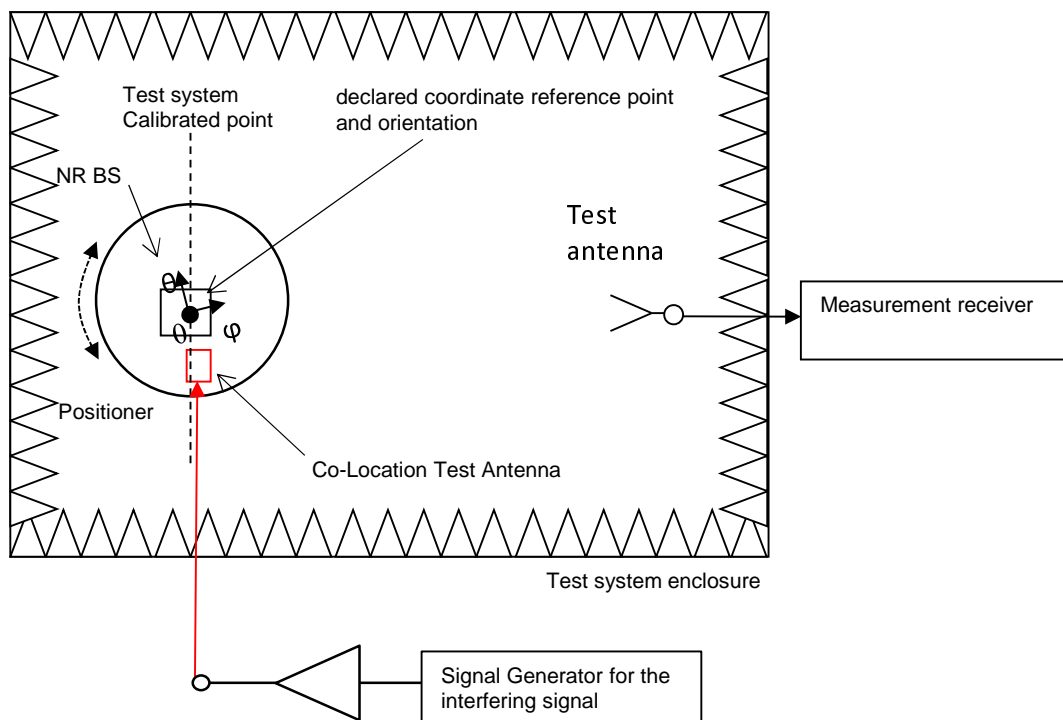 Test system
Calibrated point
declared coordinate reference point
and orientation
NR BS
Test
antenna
Measurement receiver
θ
0
φ
Positioner
Co-Location Test Antenna
Test system enclosure
Signal Generator for the
interfering signal